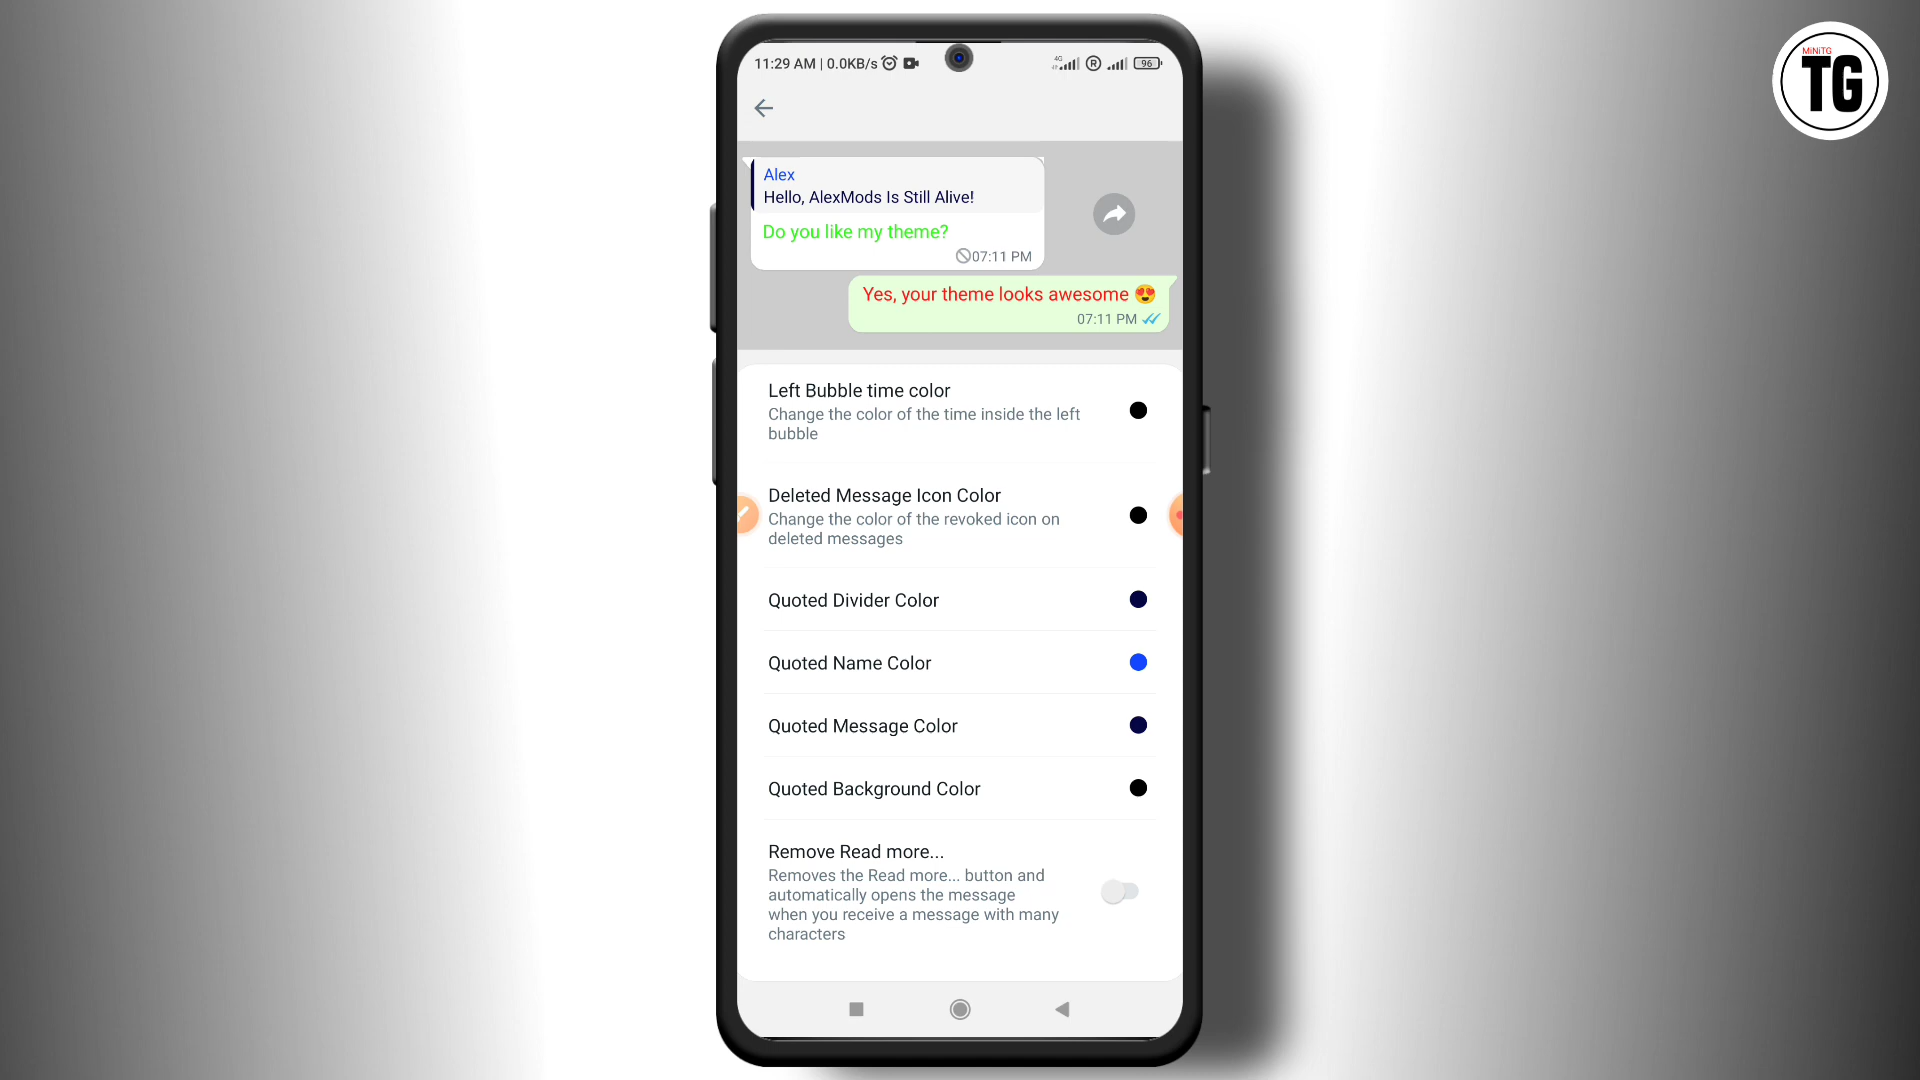 MiNiTG
TG
11:29 AM | 0.0KB/s
4G
R
96
Alex
Hello, AlexMods Is Still Alive!
Do you like my theme?
07:11 PM
Yes, your theme looks awesome 😍
07:11 PM
Left Bubble time color
Change the color of the time inside the left
bubble
Deleted Message Icon Color
Change the color of the revoked icon on
deleted messages
Quoted Divider Color
Quoted Name Color
Quoted Message Color
Quoted Background Color
Remove Read more...
Removes the Read more... button and
automatically opens the message
when you receive a message with many
characters